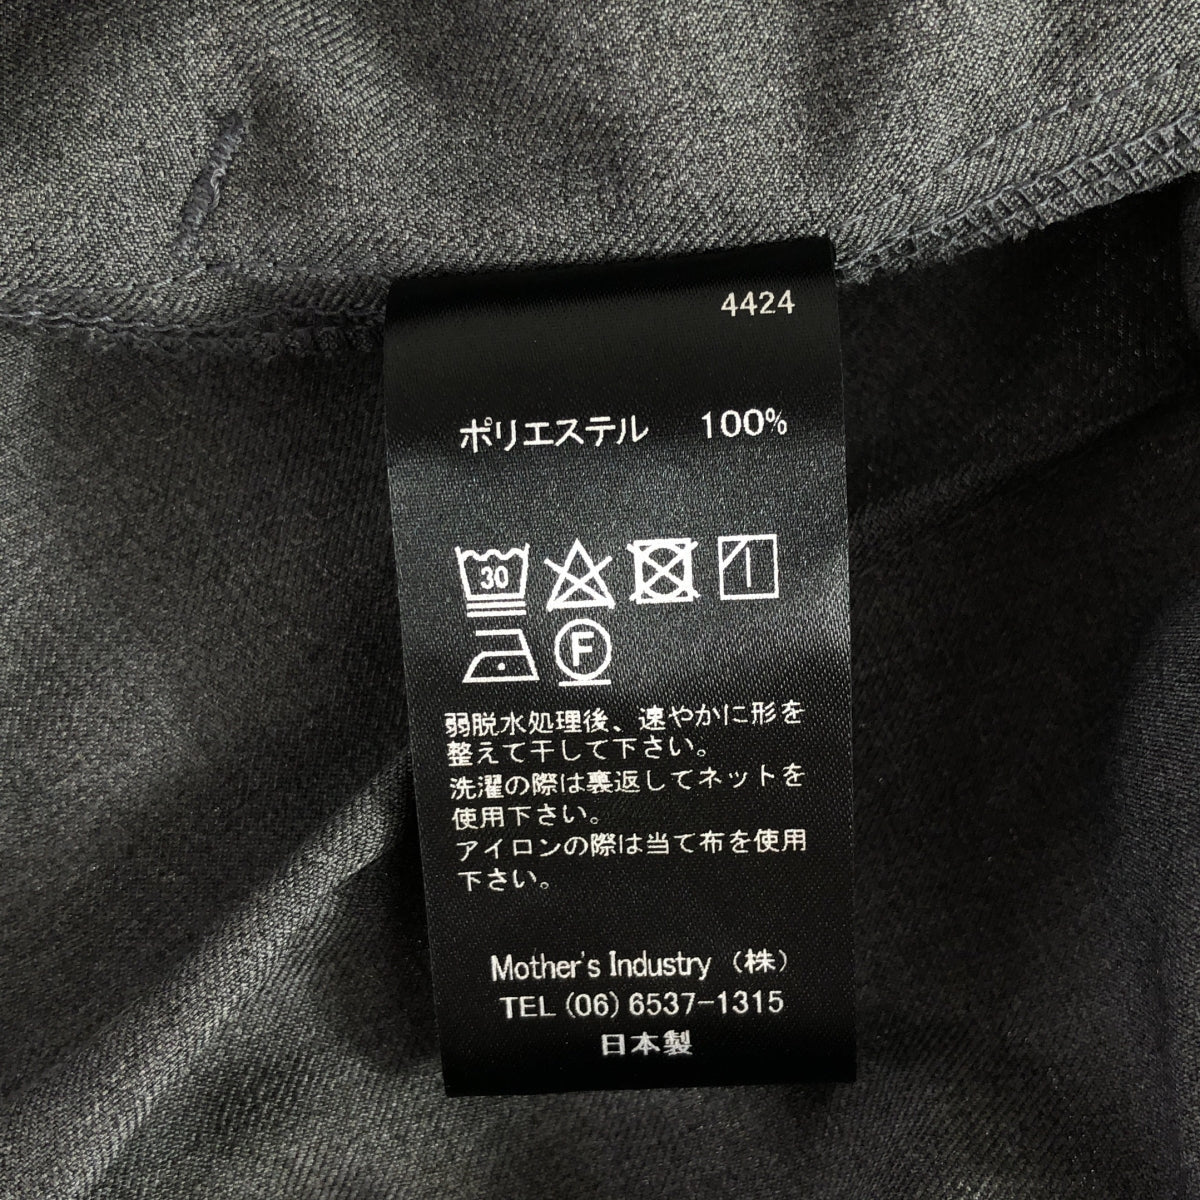 4424
ポリエステル 100%
30
F
弱脱水処理後、速やかに形を
整えて干して下さい。
洗濯の際は裏返してネットを
使用下さい。
アイロンの際は当て布を使用
下さい。
Mother's Industry (株)
TEL (06) 6537-1315
日本製